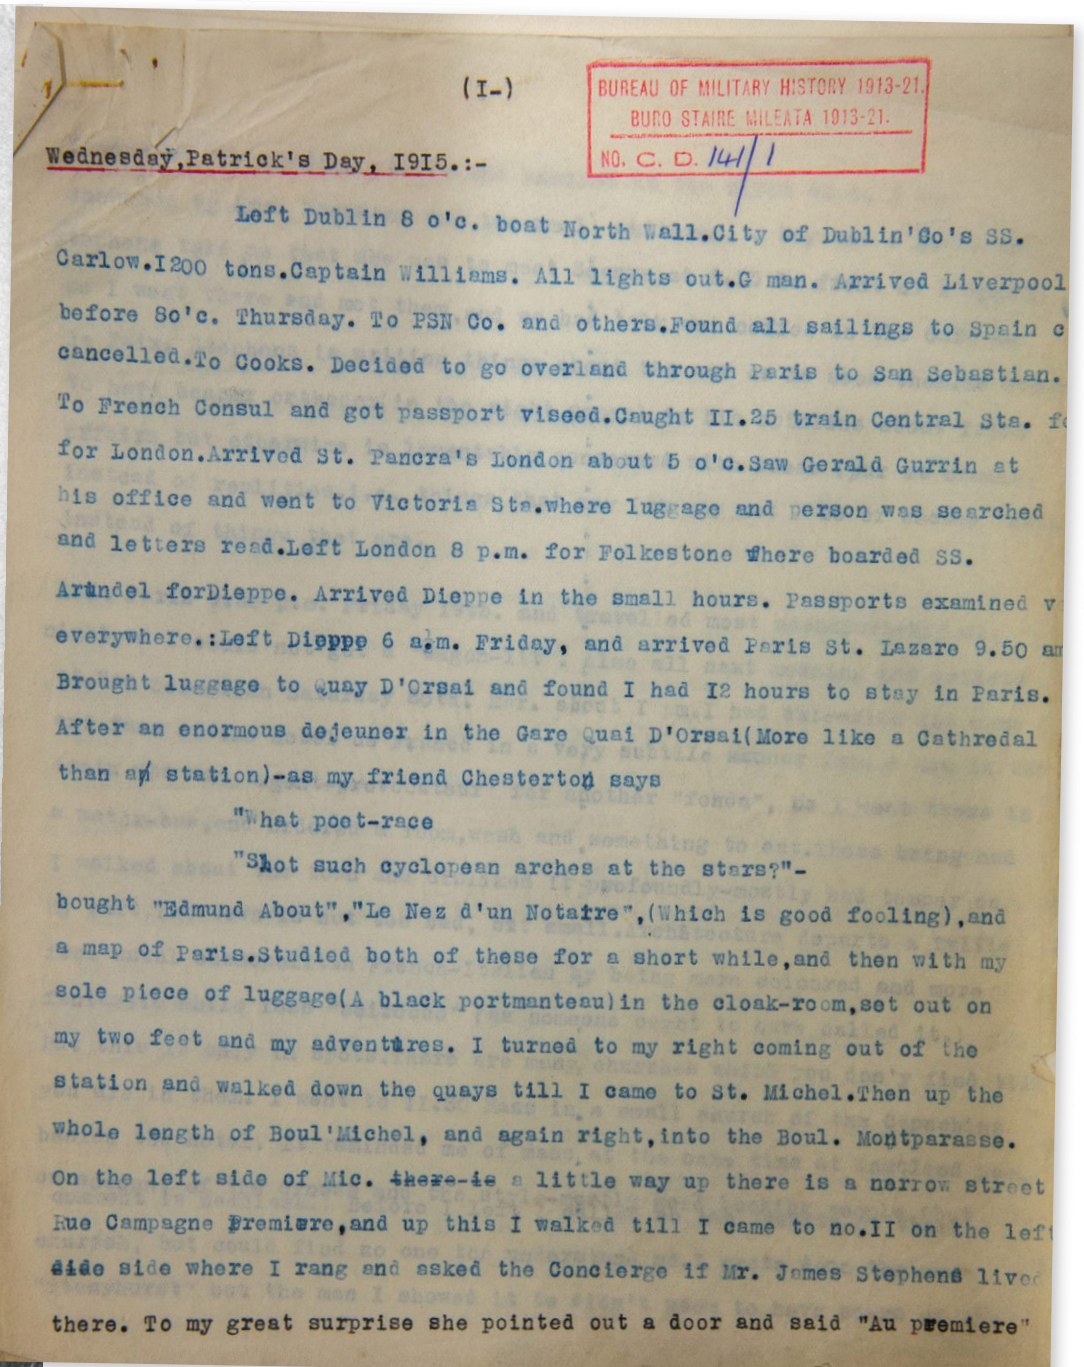 (I-)
BUREAU OF MILITARY HISTORY 1913-21.
BURO STAIRE MILEATA 1913-21.
NO. C. D. 141/1
Wednesday,Patrick's Day, I9I5.:-
Left Dublin 8 o'c. boat North Wall.City of Dublin'Co's SS.
Carlow.I200 tons.Captain Williams. All lights out.G man. Arrived Liverpool
before 8o'c. Thursday. To PSN Co. and others.Found all sailings to Spain c
cancelled.To Cooks. Decided to go overland through Paris to San Sebastian.
To French Consul and got passport viseed.Caught II.25 train Central Sta. fo
for London.Arrived St. Pancra's London about 5 o'c.Saw Gerald Gurrin at
his office and went to Victoria Sta.where luggage and person was searched
and letters read.Left London 8 p.m. for Folkestone where boarded SS.
Arundel forDieppe. Arrived Dieppe in the small hours. Passports examined v
everywhere.:Left Dieppe 6 a.m. Friday, and arrived Paris St. Lazare 9.50 am
Brought luggage to Quay D'Orsai and found I had I2 hours to stay in Paris.
After an enormous dejeuner in the Gare Quai D'Orsai(More like a Cathredal
than a station)-as my friend Chesterton says
"What poet-race
"Shot such cyclopean arches at the stars?"-
bought "Edmund About","Le Nez d'un Notaire",(Which is good fooling),and
a map of Paris.Studied both of these for a short while,and then with my
sole piece of luggage(A black portmanteau)in the cloak-room,set out on
my two feet and my adventures. I turned to my right coming out of the
station and walked down the quays till I came to St. Michel.Then up the
whole length of Boul'Michel, and again right,into the Boul. Montparasse.
On the left side of Mic. there is a little way up there is a narrow street
Rue Campagne Premiere,and up this I walked till I came to no.II on the left
side side where I rang and asked the Concierge if Mr. James Stephens lived
there. To my great surprise she pointed out a door and said "Au premiere"